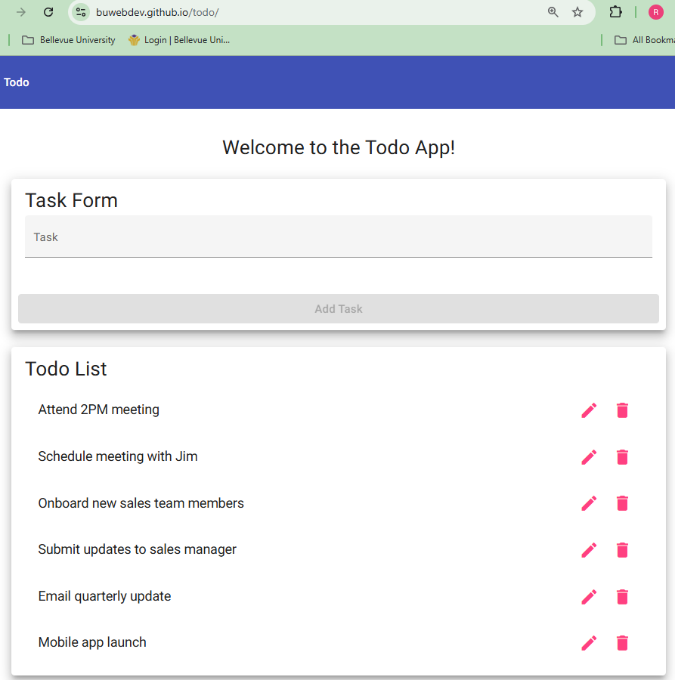 buwebdev.github.io/todo/
R
Bellevue University
Login | Bellevue Uni...
All Bookma
Todo
Welcome to the Todo App!
Task Form
Task
Add Task
Todo List
Attend 2PM meeting
Schedule meeting with Jim
Onboard new sales team members
Submit updates to sales manager
Email quarterly update
Mobile app launch